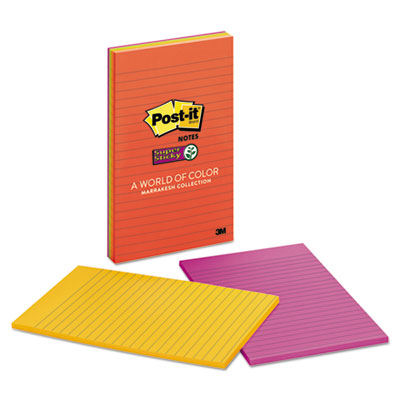 Post-it
NOTES
Super
Sticky
A WORLD OF COLOR
MARRAKESH COLLECTION
3M